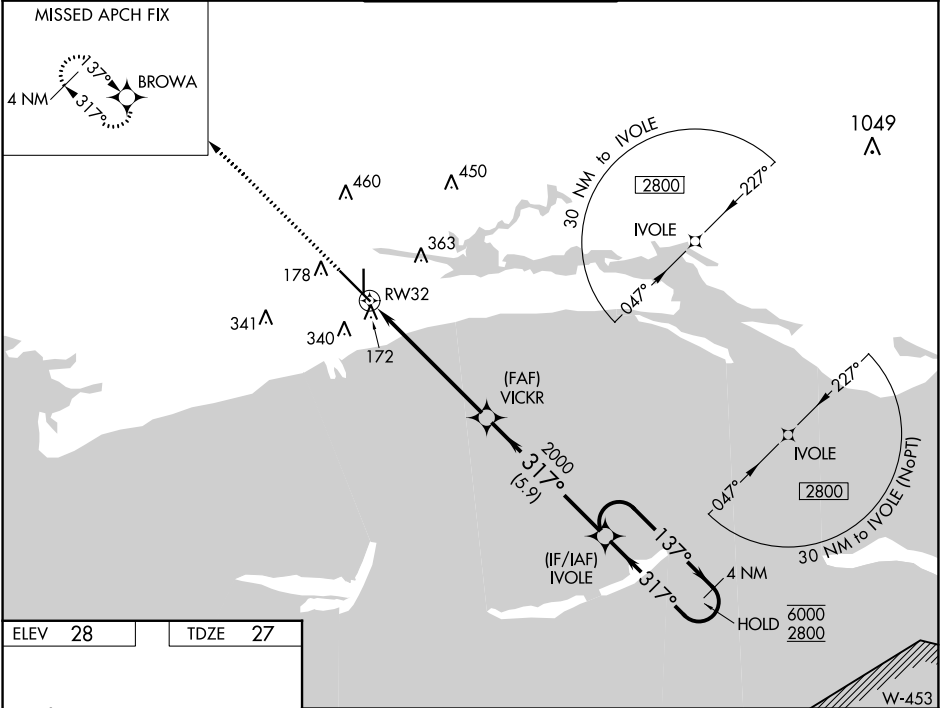 MISSED APCH FIX
137°
BROWA
4 NM
317°
1049
30 NM to IVOLE
2800
227°
IVOLE
047°
460
450
363
178
RW32
341
340
172
(FAF)
VICKR
2000
317°
(5.9)
227°
IVOLE
047°
2800
30 NM to IVOLE (NoPT)
(IF/IAF)
IVOLE
137°
317°
4 NM
HOLD
6000
2800
ELEV 28
TDZE 27
W-453